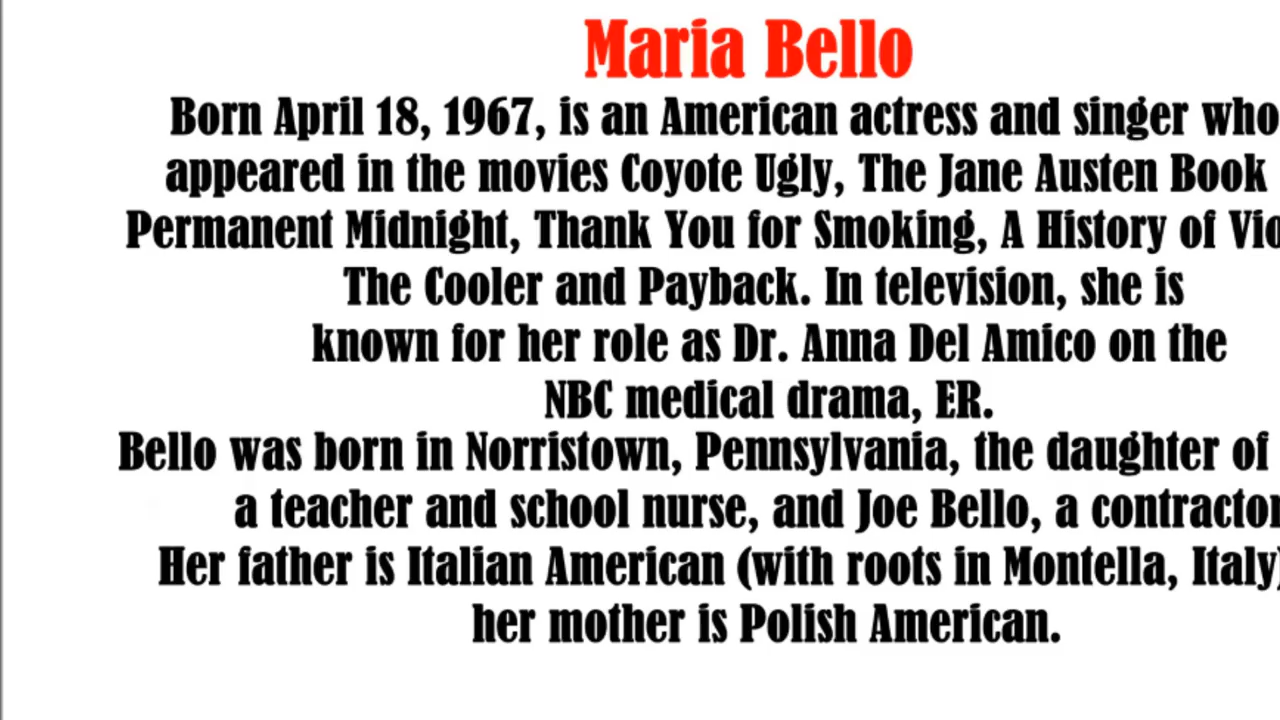 Maria Bello
Born April 18, 1967, is an American actress and singer who
appeared in the movies Coyote Ugly, The Jane Austen Book
Permanent Midnight, Thank You for Smoking, A History of
The Cooler and Payback. In television, she is
known for her role as Dr. Anna Del Amico on the
NBC medical drama, ER.
Bello was born in Norristown, Pennsylvania, the daughter of
a teacher and school nurse, and Joe Bello, a contractor
Her father is Italian American (with roots in Montella, Italy)
her mother is Polish American.